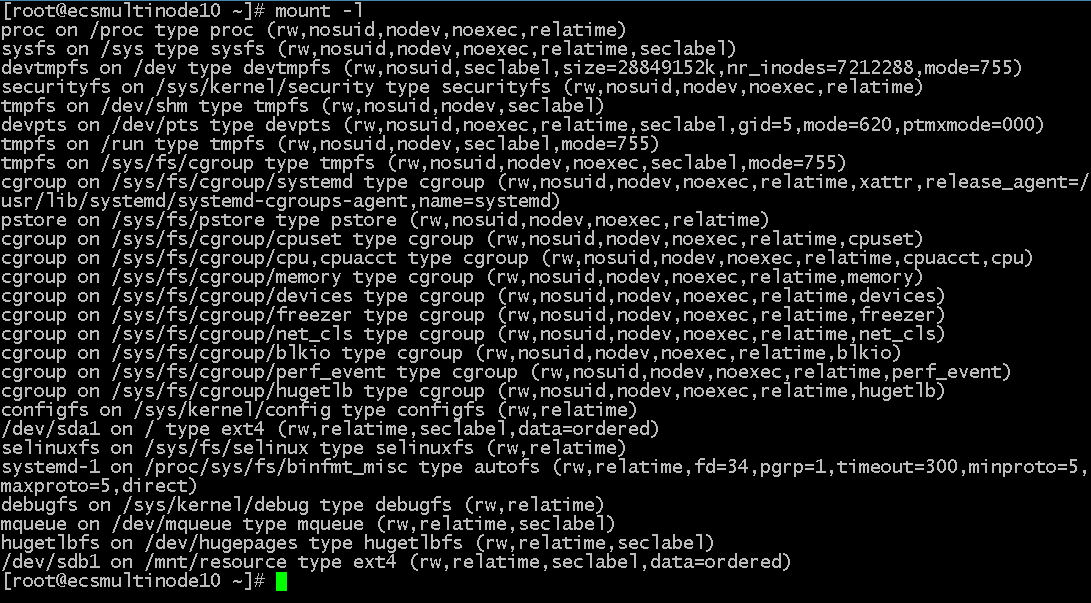 [root@ecsmultinode10 ~]# mount -l
proc on /proc type proc (rw,nosuid,nodev,noexec,relatime)
sysfs on /sys type sysfs (rw,nosuid,nodev,noexec,relatime,seclabel)
devtmpfs on /dev type devtmpfs (rw,nosuid,seclabel,size=28849152k,nr_inodes=7212288,mode=755)
securityfs on /sys/kernel/security type securityfs (rw,nosuid,nodev,noexec,relatime)
tmpfs on /dev/shm type tmpfs (rw,nosuid,nodev,seclabel)
devpts on /dev/pts type devpts (rw,nosuid,noexec,relatime,seclabel,gid=5,mode=620,ptmxmode=000)
tmpfs on /run type tmpfs (rw,nosuid,nodev,seclabel,mode=755)
tmpfs on /sys/fs/cgroup type tmpfs (rw,nosuid,nodev,noexec,seclabel,mode=755)
cgroup on /sys/fs/cgroup/systemd type cgroup (rw,nosuid,nodev,noexec,relatime,xattr,release_agent=/
usr/lib/systemd/systemd-cgroups-agent,name=systemd)
pstore on /sys/fs/pstore type pstore (rw,nosuid,nodev,noexec,relatime)
cgroup on /sys/fs/cgroup/cpuset type cgroup (rw,nosuid,nodev,noexec,relatime,cpuset)
cgroup on /sys/fs/cgroup/cpu,cpuacct type cgroup (rw,nosuid,nodev,noexec,relatime,cpuacct,cpu)
cgroup on /sys/fs/cgroup/memory type cgroup (rw,nosuid,nodev,noexec,relatime,memory)
cgroup on /sys/fs/cgroup/devices type cgroup (rw,nosuid,nodev,noexec,relatime,devices)
cgroup on /sys/fs/cgroup/freezer type cgroup (rw,nosuid,nodev,noexec,relatime,freezer)
cgroup on /sys/fs/cgroup/net_cls type cgroup (rw,nosuid,nodev,noexec,relatime,net_cls)
cgroup on /sys/fs/cgroup/blkio type cgroup (rw,nosuid,nodev,noexec,relatime,blkio)
cgroup on /sys/fs/cgroup/perf_event type cgroup (rw,nosuid,nodev,noexec,relatime,perf_event)
cgroup on /sys/fs/cgroup/hugetlb type cgroup (rw,nosuid,nodev,noexec,relatime,hugetlb)
configfs on /sys/kernel/config type configfs (rw,relatime)
/dev/sda1 on / type ext4 (rw,relatime,seclabel,data=ordered)
selinuxfs on /sys/fs/selinux type selinuxfs (rw,relatime)
systemd-1 on /proc/sys/fs/binfmt_misc type autofs (rw,relatime,fd=34,pgrp=1,timeout=300,minproto=5,
maxproto=5,direct)
debugfs on /sys/kernel/debug type debugfs (rw,relatime)
mqueue on /dev/mqueue type mqueue (rw,relatime,seclabel)
hugetlbfs on /dev/hugepages type hugetlbfs (rw,relatime,seclabel)
/dev/sdb1 on /mnt/resource type ext4 (rw,relatime,seclabel,data=ordered)
[root@ecsmultinode10 ~]#